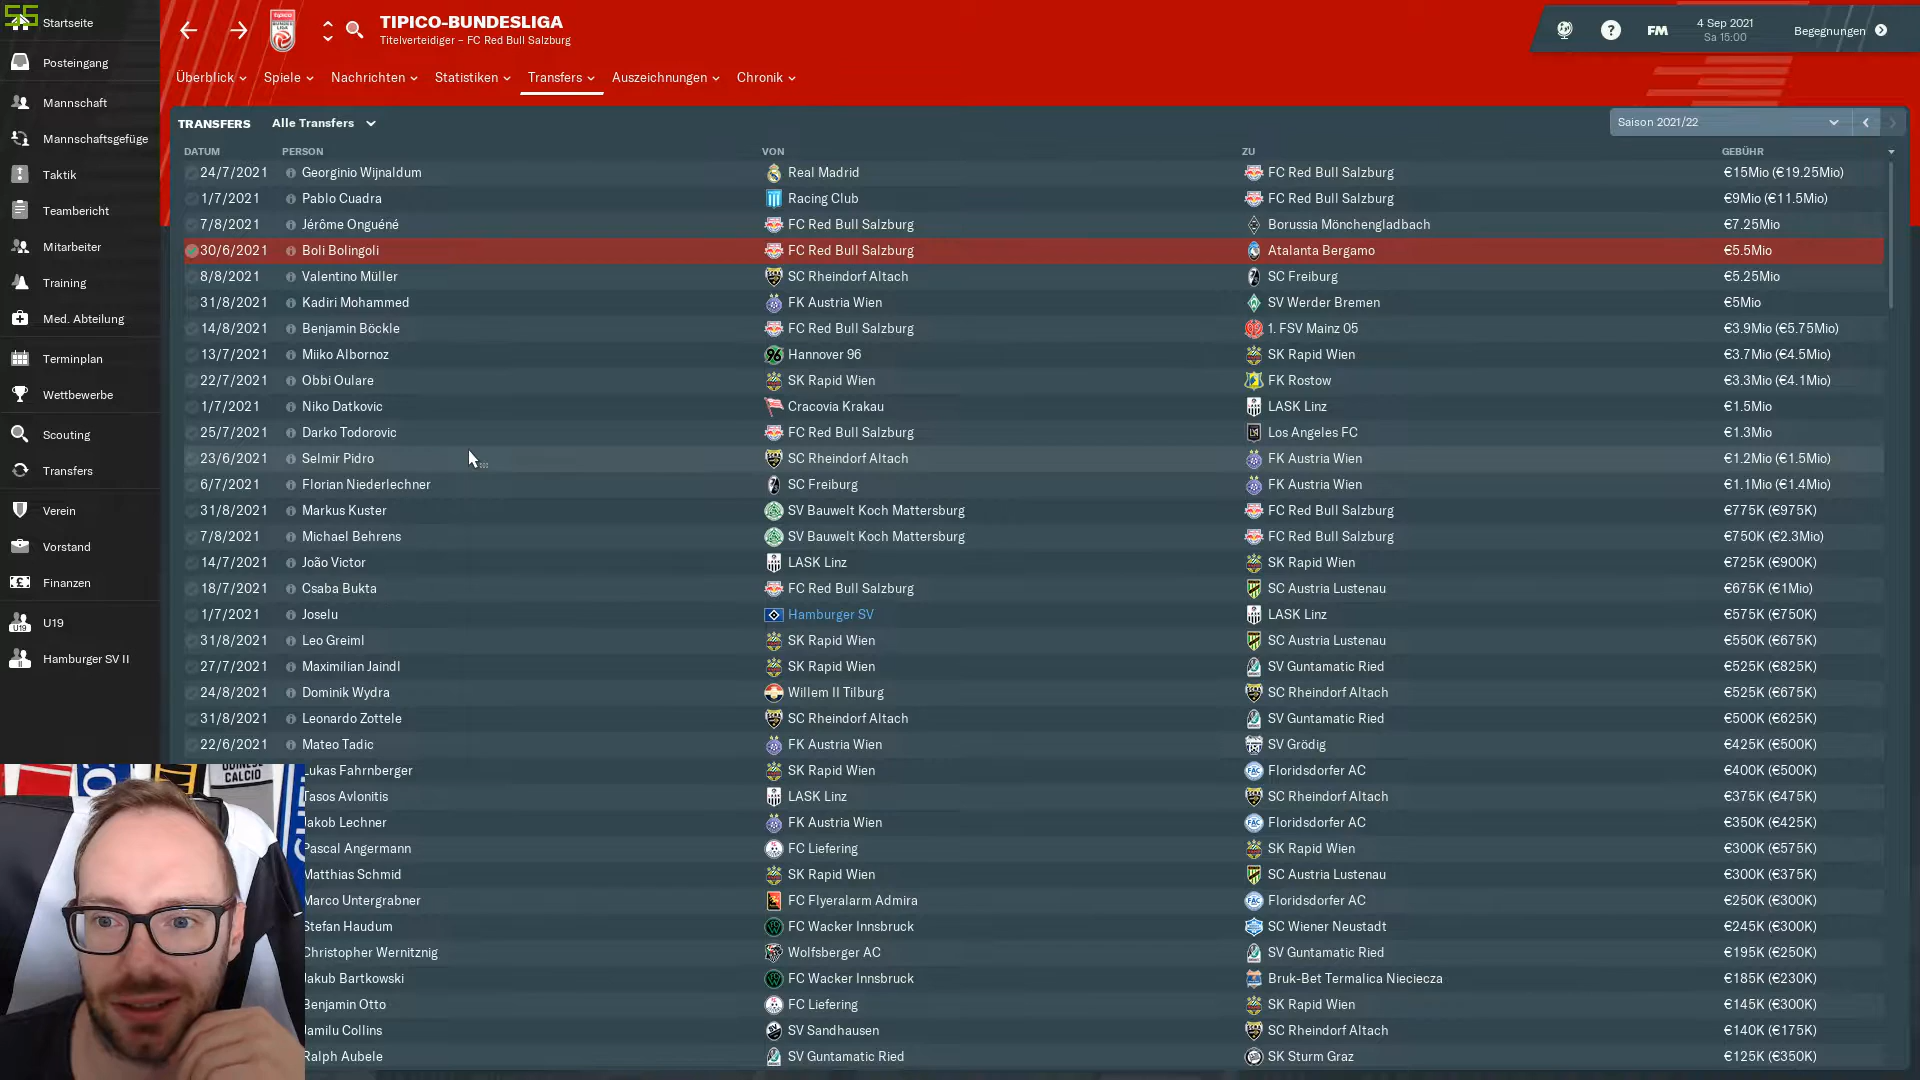 55
Startseite
TIPICO-BUNDESLIGA
Titelverteidiger – FC Red Bull Salzburg
FM
4 Sep 2021
Sa 15:00
Begegnungen
Überblick Spiele Nachrichten Statistiken Transfers Auszeichnungen Chronik
Posteingang
Mannschaft
Mannschaftsgefüge
Taktik
Teambericht
Mitarbeiter
Training
Med. Abteilung
Terminplan
Wettbewerbe
Scouting
Transfers
Verein
Vorstand
Finanzen
U19
Hamburger SV II
TRANSFERS Alle Transfers Saison 2021/22
DATUM PERSON VON ZU GEBÜHR
24/7/2021 Georginio Wijnaldum Real Madrid FC Red Bull Salzburg €15Mio (€19.25Mio)
1/7/2021 Pablo Cuadra Racing Club FC Red Bull Salzburg €9Mio (€11.5Mio)
7/8/2021 Jérôme Onguéné FC Red Bull Salzburg Borussia Mönchengladbach €7.25Mio
30/6/2021 Boli Bolingoli FC Red Bull Salzburg Atalanta Bergamo €5.5Mio
8/8/2021 Valentino Müller SC Rheindorf Altach SC Freiburg €5.25Mio
31/8/2021 Kadiri Mohammed FK Austria Wien SV Werder Bremen €5Mio
14/8/2021 Benjamin Böckle FC Red Bull Salzburg 1. FSV Mainz 05 €3.9Mio (€5.75Mio)
13/7/2021 Miiko Albornoz Hannover 96 SK Rapid Wien €3.7Mio (€4.5Mio)
22/7/2021 Obbi Oulare SK Rapid Wien FK Rostow €3.3Mio (€4.1Mio)
1/7/2021 Niko Datkovic Cracovia Krakau LASK Linz €1.5Mio
25/7/2021 Darko Todorovic FC Red Bull Salzburg Los Angeles FC €1.3Mio
23/6/2021 Selmir Pidro SC Rheindorf Altach FK Austria Wien €1.2Mio (€1.5Mio)
6/7/2021 Florian Niederlechner SC Freiburg FK Austria Wien €1.1Mio (€1.4Mio)
31/8/2021 Markus Kuster SV Bauwelt Koch Mattersburg FC Red Bull Salzburg €775K (€975K)
7/8/2021 Michael Behrens SV Bauwelt Koch Mattersburg FC Red Bull Salzburg €750K (€2.3Mio)
14/7/2021 João Victor LASK Linz SK Rapid Wien €725K (€900K)
18/7/2021 Csaba Bukta FC Red Bull Salzburg SC Austria Lustenau €675K (€1Mio)
1/7/2021 Joselu Hamburger SV LASK Linz €575K (€750K)
31/8/2021 Leo Greiml SK Rapid Wien SC Austria Lustenau €550K (€675K)
27/7/2021 Maximilian Jaindl SK Rapid Wien SV Guntamatic Ried €525K (€825K)
24/8/2021 Dominik Wydra Willem II Tilburg SC Rheindorf Altach €525K (€675K)
31/8/2021 Leonardo Zottele SC Rheindorf Altach SV Guntamatic Ried €500K (€625K)
22/6/2021 Mateo Tadic FK Austria Wien SV Grödig €425K (€500K)
Lukas Fahrnberger SK Rapid Wien Floridsdorfer AC €400K (€500K)
Tasos Avlonitis LASK Linz SC Rheindorf Altach €375K (€475K)
Jakob Lechner FK Austria Wien Floridsdorfer AC €350K (€425K)
Pascal Angermann FC Liefering SK Rapid Wien €300K (€575K)
Matthias Schmid SK Rapid Wien SC Austria Lustenau €300K (€375K)
Marco Untergrabner FC Flyeralarm Admira Floridsdorfer AC €250K (€300K)
Stefan Haudum FC Wacker Innsbruck SC Wiener Neustadt €245K (€300K)
Christopher Wernitznig Wolfsberger AC SV Guntamatic Ried €195K (€250K)
Jakub Bartkowski FC Wacker Innsbruck Bruk-Bet Termalica Nieciecza €185K (€230K)
Benjamin Otto FC Liefering SK Rapid Wien €145K (€300K)
Jamilu Collins SV Sandhausen SC Rheindorf Altach €140K (€175K)
Ralph Aubele SV Guntamatic Ried SK Sturm Graz €125K (€350K)
CALCIO